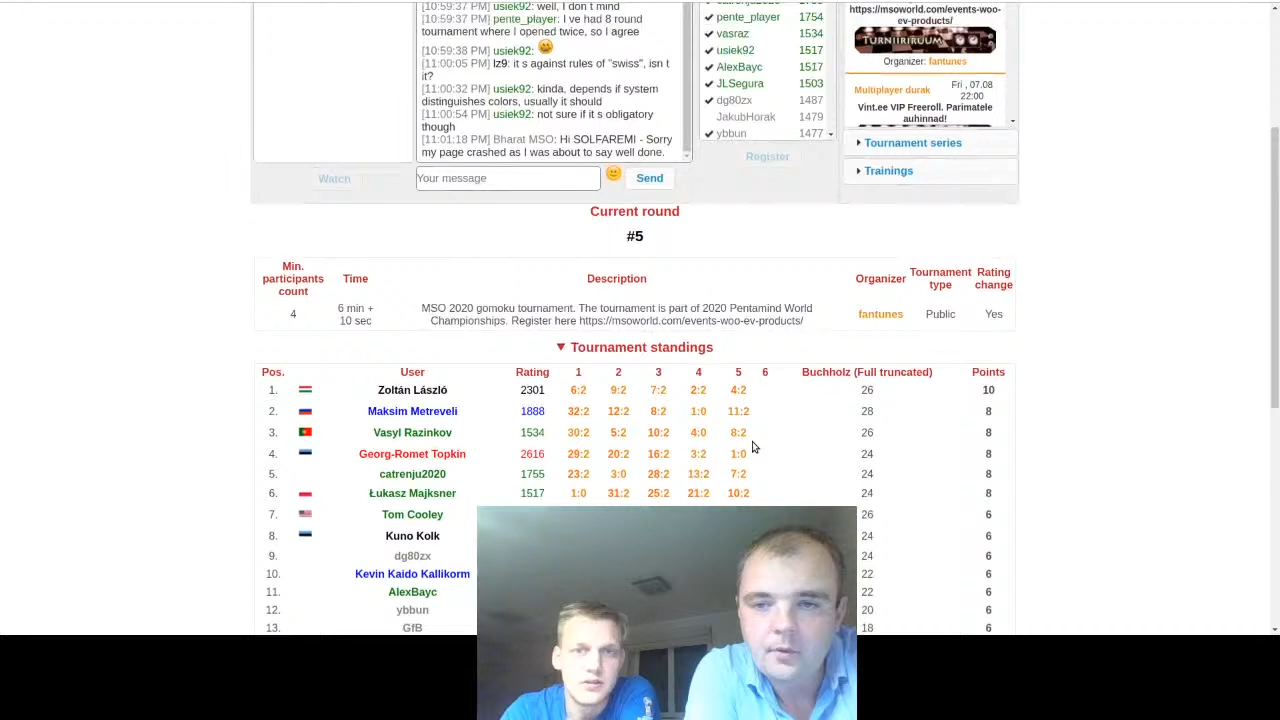 [10:59:37 PM] usiek92: well, I don t mind
[10:59:37 PM] pente_player: I ve had 8 round
tournament where I opened twice, so I agree
[10:59:38 PM] usiek92:
[11:00:05 PM] lz9: it s against rules of "swiss", isn t
it?
[11:00:32 PM] usiek92: kinda, depends if system
distinguishes colors, usually it should
[11:00:54 PM] usiek92: not sure if it s obligatory
though
[11:01:18 PM] Bharat MSO: Hi SOLFAREMI - Sorry
my page crashed as I was about to say well done.
Watch
Your message
Send
pente_player 1754
vasraz 1534
usiek92 1517
AlexBayc 1517
JLSegura 1503
dg80zx 1487
JakubHorak 1479
ybbun 1477
Register
https://msoworld.com/events-woo-
ev-products/
TURNIIRIRUUM
Organizer: fantunes
Multiplayer durak
Fri , 07.08
22:00
Vint.ee VIP Freeroll. Parimatele
auhinnad!
Tournament series
Trainings
Current round
#5
Min. participants count Time Description Organizer Tournament type Rating change
4 6 min + 10 sec MSO 2020 gomoku tournament. The tournament is part of 2020 Pentamind World Championships. Register here https://msoworld.com/events-woo-ev-products/ fantunes Public Yes
▼ Tournament standings
Pos. User Rating 1 2 3 4 5 6 Buchholz (Full truncated) Points
1. Zoltán László 2301 6:2 9:2 7:2 2:2 4:2 26 10
2. Maksim Metreveli 1888 32:2 12:2 8:2 1:0 11:2 28 8
3. Vasyl Razinkov 1534 30:2 5:2 10:2 4:0 8:2 26 8
4. Georg-Romet Topkin 2616 29:2 20:2 16:2 3:2 1:0 24 8
5. catrenju2020 1755 23:2 3:0 28:2 13:2 7:2 24 8
6. Łukasz Majksner 1517 1:0 31:2 25:2 21:2 10:2 24 8
7. Tom Cooley 26 6
8. Kuno Kolk 24 6
9. dg80zx 24 6
10. Kevin Kaido Kallikorm 22 6
11. AlexBayc 22 6
12. ybbun 20 6
13. GfB 18 6